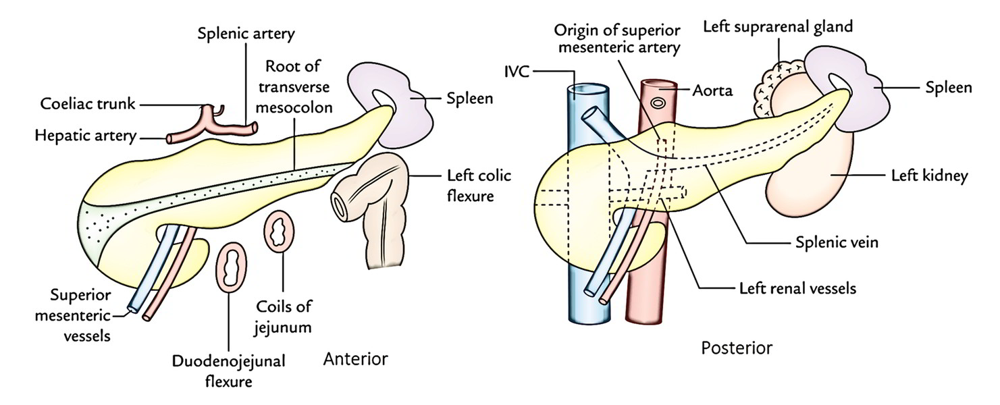 Splenic artery
Root of
transverse
mesocolon
Coeliac trunk
Hepatic artery
Spleen
Left colic
flexure
Superior
mesenteric
vessels
Coils of
jejunum
Duodenojejunal
flexure
Anterior
Origin of superior
mesenteric artery
Left suprarenal gland
IVC
Aorta
Spleen
Left kidney
Splenic vein
Left renal vessels
Posterior